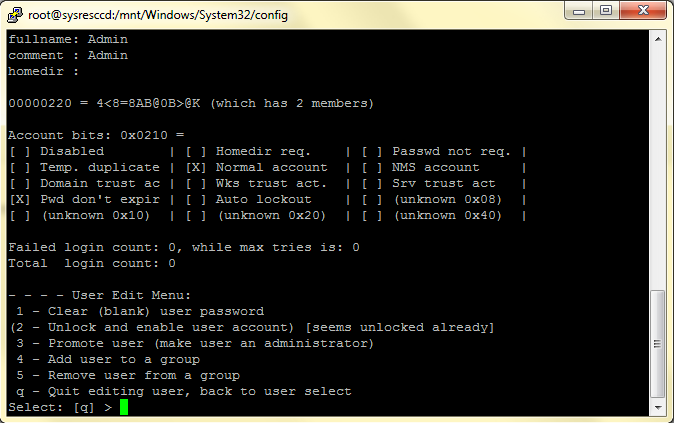 root@sysresccd:/mnt/Windows/System32/config
fullname: Admin
comment : Admin
homedir :
00000220 = 4<8=8AB@0B>@K (which has 2 members)
Account bits: 0x0210 =
[ ] Disabled        | [ ] Homedir req.    | [ ] Passwd not req. |
[ ] Temp. duplicate | [X] Normal account  | [ ] NMS account     |
[ ] Domain trust ac | [ ] Wks trust act.  | [ ] Srv trust act   |
[X] Pwd don't expir | [ ] Auto lockout    | [ ] (unknown 0x08)  |
[ ] (unknown 0x10)  | [ ] (unknown 0x20)  | [ ] (unknown 0x40)  |
Failed login count: 0, while max tries is: 0
Total  login count: 0
- - - - User Edit Menu:
 1 - Clear (blank) user password
(2 - Unlock and enable user account) [seems unlocked already]
 3 - Promote user (make user an administrator)
 4 - Add user to a group
 5 - Remove user from a group
 q - Quit editing user, back to user select
Select: [q] >